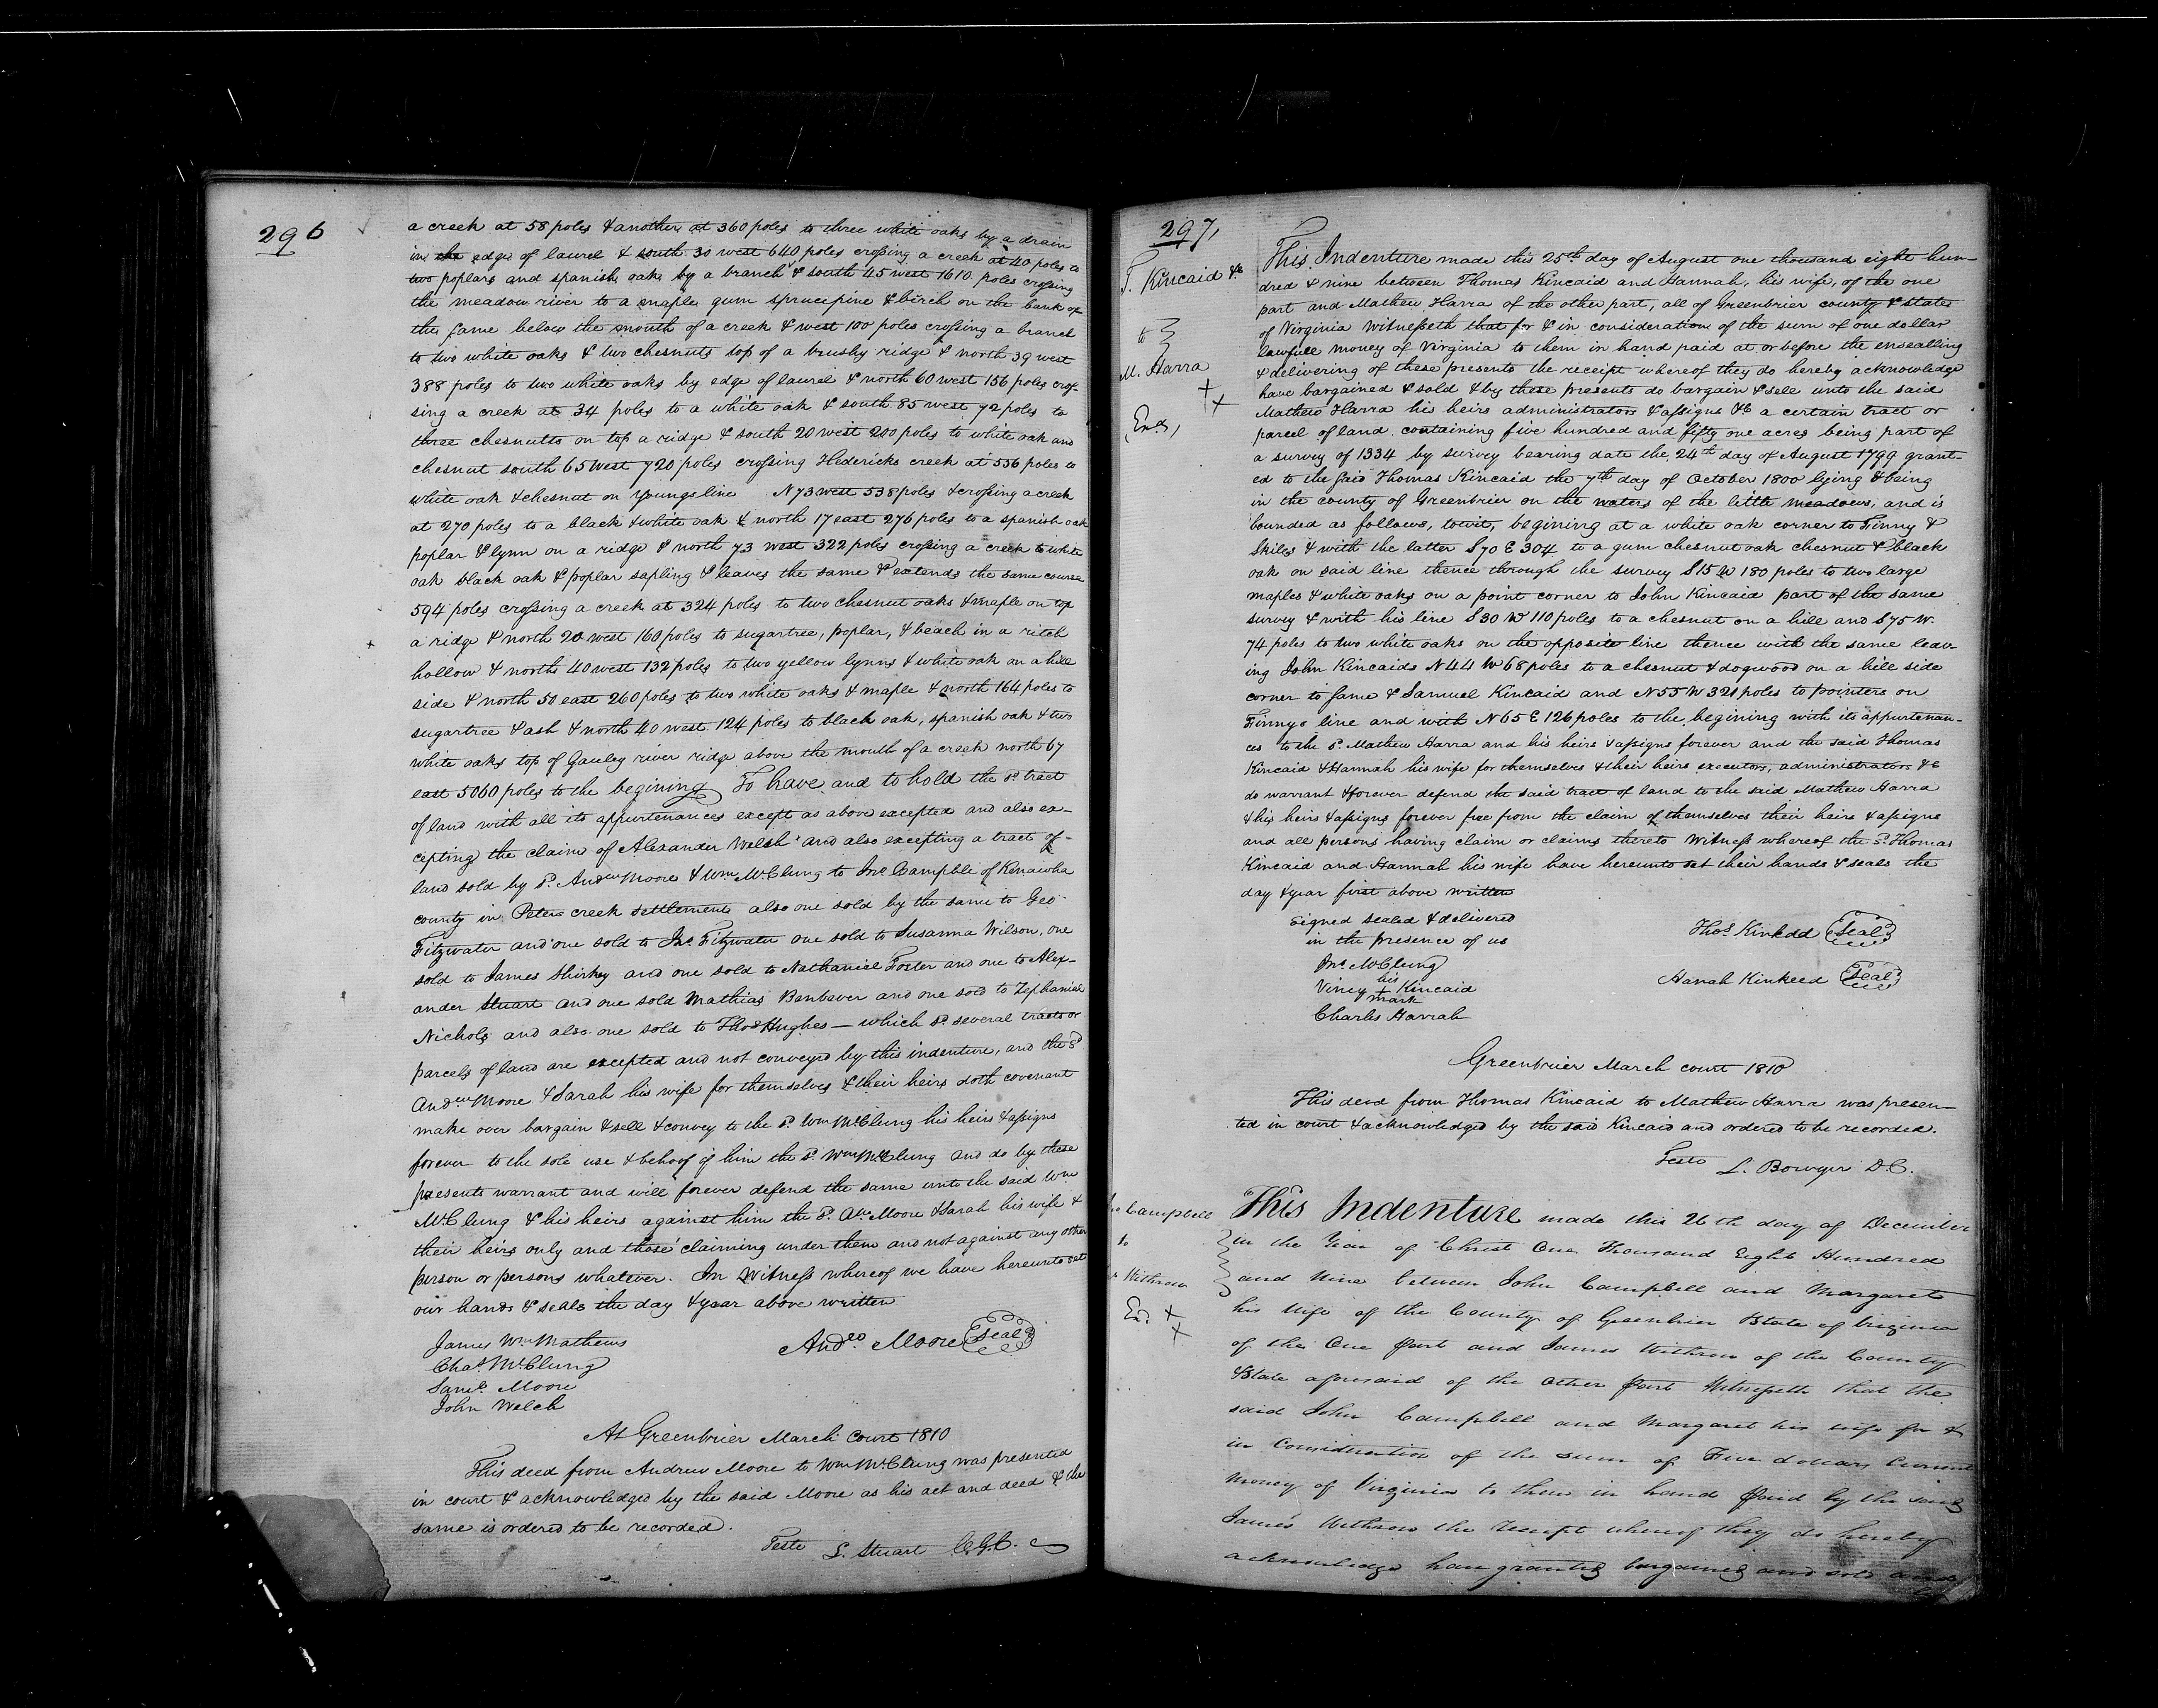 296
a creek at 58 poles & another at 360 poles to three white oaks by a drain
in the edge of laurel & south 30 west 640 poles crossing a creek at 40 poles to
two poplars and spanish oaks by a branch & south 45 west 1610 poles crossing
the meadow river to a maple gum sprucepine & birch on the bank of
the same below the mouth of a creek & west 100 poles crossing a branch
to two white oaks & two chesnuts top of a brushy ridge & north 39 west
388 poles to two white oaks by edge of laurel & north 60 west 156 poles cros-
sing a creek at 34 poles to a white oak & south 85 west 72 poles to
three chesnutts on top a ridge & south 20 west 200 poles to white oak and
chesnut south 65 west 720 poles crossing Hedericks creek at 556 poles to
white oak & chesnut on Youngs line N 73 west 538 poles & crossing a creek
at 270 poles to a black & white oak & north 17 east 276 poles to a spanish oak
poplar & lynn on a ridge & north 73 west 322 poles crossing a creek to white
oak black oak & poplar sapling & leaves the same & extends the same course
594 poles crossing a creek at 324 poles to two chesnut oaks & maple on top
a ridge & north 20 west 160 poles to sugartree, poplar, & beach in a ritch
hollow & north 40 west 132 poles to two yellow lynns & white oak on a hill
side & north 50 east 260 poles to two white oaks & maple & north 164 poles to
sugartree & ash & north 40 west 124 poles to black oak, spanish oak & two
white oaks top of Gauley river ridge above the mouth of a creek north 67
east 5060 poles to the begining To have and to hold the sd. tract
of land with all its appurtenances except as above excepted and also ex-
cepting the claim of Alexander Welsh and also excepting a tract of
land sold by sd. Andw Moore & Wm McClung to Jno Campble of Kenawha
county in Peters creek settlements also one sold by the same to Geo
Fitzwater and one sold to Jno. Fitzwater one sold to Susanna Wilson, one
sold to James Shirkey and one sold to Nathaniel Foster and one to Alex-
ander Stuart and one sold Mathias Banbever and one sold to Zephaniah
Nichols and also one sold to Thos Hughes — which sd. several tracts or
parcels of land are excepted and not conveyed by this indenture, and the sd
Andew Moore & Sarah his wife for themselves & their heirs doth covenant
make over bargain & sell & convey to the sd. Wm McClung his heirs & assigns
forever to the sole use & behoof of him the sd. Wm McClung and do by these
presents warrant and will forever defend the same unto the said Wm
McClung & his heirs against him the sd. Aw Moore & Sarah his wife &
their heirs only and those claiming under them and not against any other
person or persons whatever. In Witness whereof we have hereunto set
our hands & seals the day & year above written
James Wm Mathews
Andeo Moore Seal
Chas McClung
Saml. Moore
John Welch
At Greenbrier March Court 1810
This deed from Andrew Moore to Wm McClung was presented
in court & acknowledged by the said Moore as his act and deed & the
same is ordered to be recorded.
Teste L. Stuart C.G.C.
297,
T. Kincaid &c
to
M. Harra
Exd,
This Indenture made this 25th day of August one thousand eight hun-
dred & nine between Thomas Kincaid and Hannah, his wife, of the one
part and Mathew Harra of the other part, all of Greenbrier county & state
of Virginia Witnesseth that for & in consideration of the sum of one dollar
lawfull money of Virginia to them in hand paid at or before the ensealling
& delivering of these presents the receipt whereof they do hereby acknowledge
have bargained & sold & by these presents do bargain & sell unto the said
Mathew Harra his heirs administrators & assigns &c a certain tract or
parcel of land containing five hundred and fifty one acres being part of
a survey of 1334 by survey bearing date the 24th day of August 1799 grant-
ed to the said Thomas Kincaid the 7th day of October 1800 lying & being
in the county of Greenbrier on the waters of the little meadows, and is
bounded as follows, towit, begining at a white oak corner to Finny &
Skiles & with the latter S 70 E 304 to a gum chesnut oak chesnut & black
oak on said line thence through the survey S 15 W 180 poles to two large
maples & white oaks on a point corner to John Kincaid part of the same
survey & with his line S 30 W 110 poles to a chesnut on a hill and S 75 W.
74 poles to two white oaks on the opposite line thence with the same leav-
ing John Kincaids N 44 W 68 poles to a chesnut & dogwood on a hill side
corner to same & Samuel Kincaid and N 55 W 321 poles to pointers on
Finnys line and with N 65 E 126 poles to the begining with its appurtenan-
ces to the sd. Mathew Harra and his heirs & assigns forever and the said Thomas
Kincaid & Hannah his wife for themselves & their heirs executors, administrators &c
do warrant & forever defend the said tract of land to the said Mathew Harra
& his heirs & assigns forever free from the claim of themselves their heirs & assigns
and all persons having claim or claims thereto Witness whereof the sd. Thomas
Kincaid and Hannah his wife have hereunto set their hands & seals the
day & year first above written
Signed sealed & delivered
in the presence of us
Thos Kinkdd Seal
Jno. McClung
Viney his + mark Kincaid
Hanah Kinkeed Seal
Charles Harrah
Greenbrier March court 1810
This deed from Thomas Kincaid to Mathew Harra was presen-
ted in court & acknowledged by the said Kincaid and ordered to be recorded.
Teste L. Bowyer D.C.
Campbell
to
Withrow
Exd
This Indenture made this 26th day of December
in the Year of Christ One Thousand Eight Hundred
and Nine between John Campbell and Margaret
his Wife of the County of Greenbrier State of Virginia
of the One part and James Withrow of the County
State aforesaid of the Other part Witnesseth that the
said John Campbell and Margaret his wife for &
in Consideration of the sum of Five dollars Current
Money of Virginia to them in hand paid by the said
James Withrow the receipt whereof they do hereby
acknowledge have granted bargained and sold and